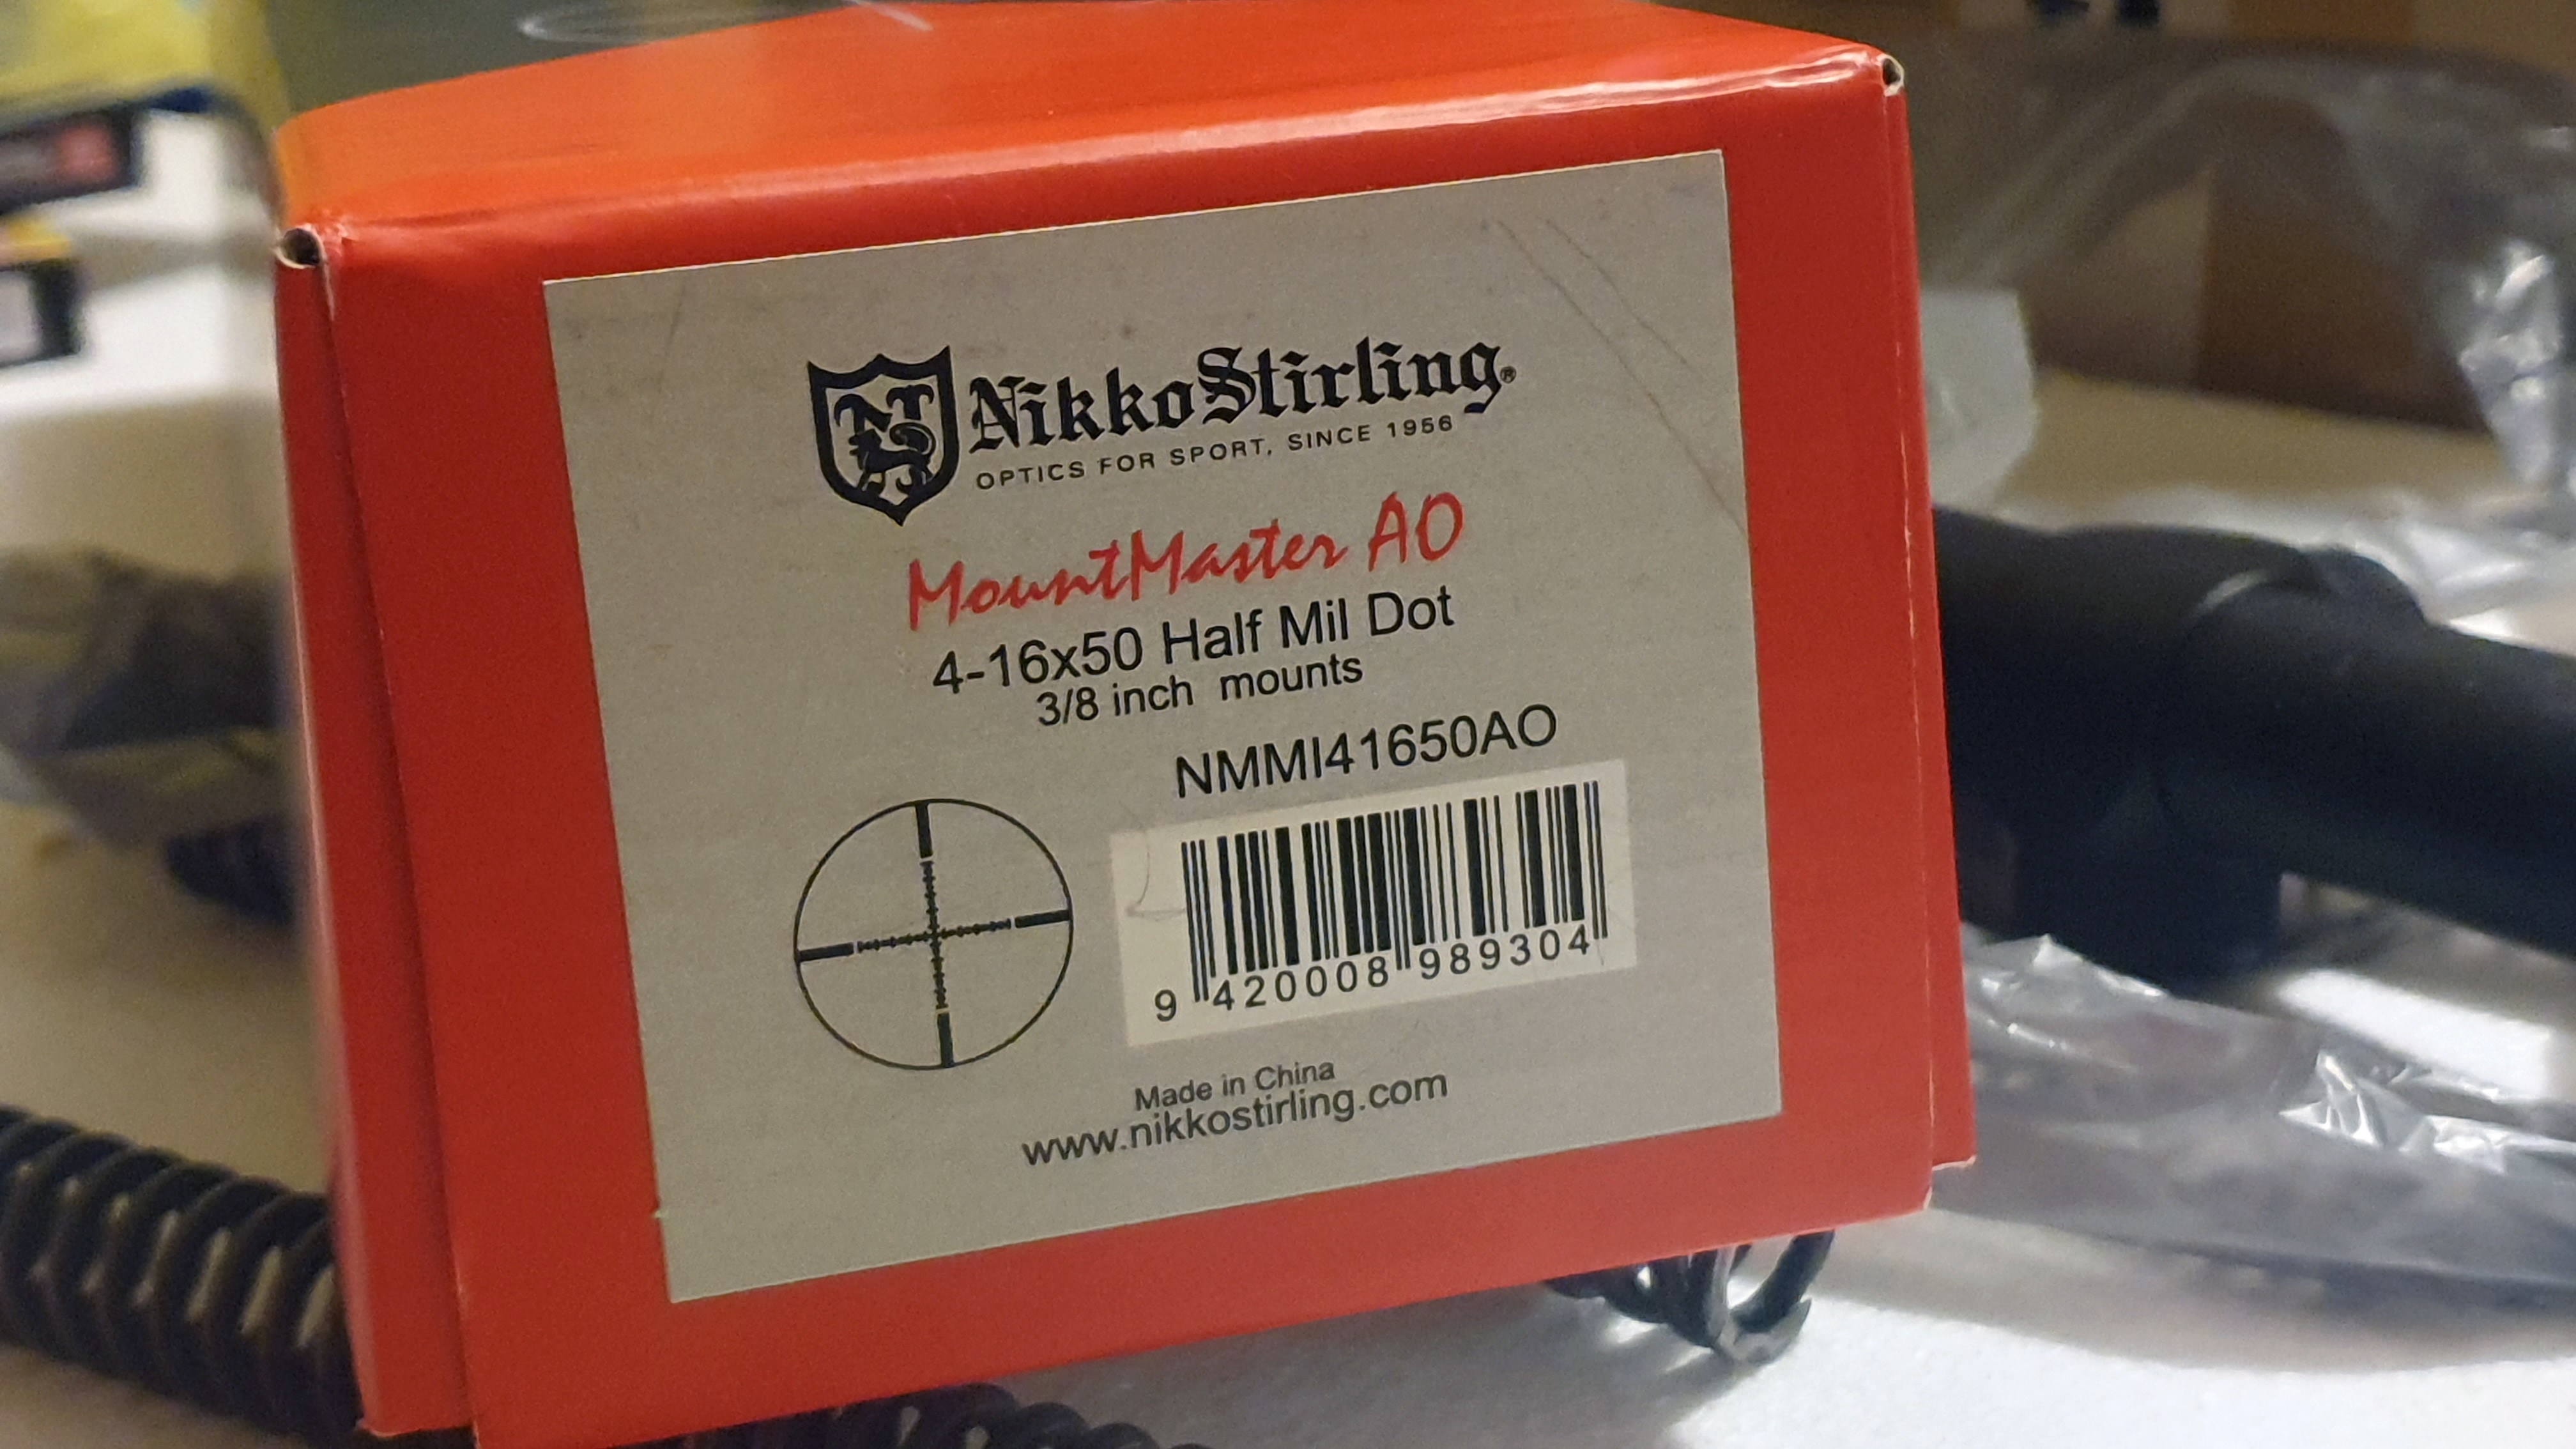 NikkoStirling®
OPTICS FOR SPORT, SINCE 1956
MountMaster AO
4-16x50 Half Mil Dot
3/8 inch mounts
NMMI41650AO
9 420008 989304
Made in China
www.nikkostirling.com